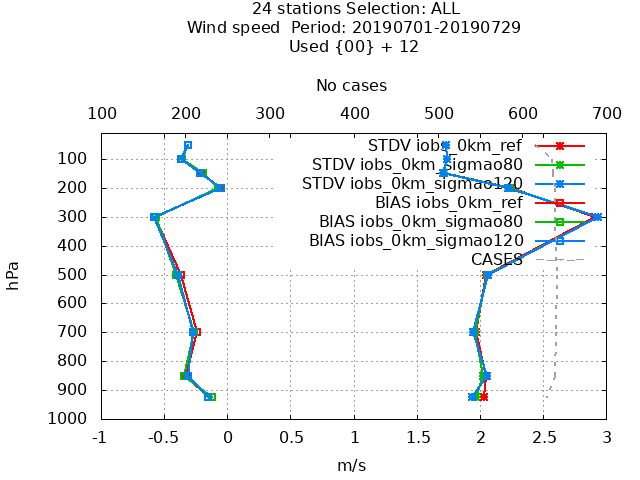 24 stations Selection: ALL
Wind speed  Period: 20190701-20190729
Used {00} + 12
No cases
100 200 300 400 500 600 700
STDV iobs_0km_ref
STDV iobs_0km_sigmao80
STDV iobs_0km_sigmao120
BIAS iobs_0km_ref
BIAS iobs_0km_sigmao80
BIAS iobs_0km_sigmao120
CASES
hPa
100
200
300
400
500
600
700
800
900
1000
-1 -0.5 0 0.5 1 1.5 2 2.5 3
m/s